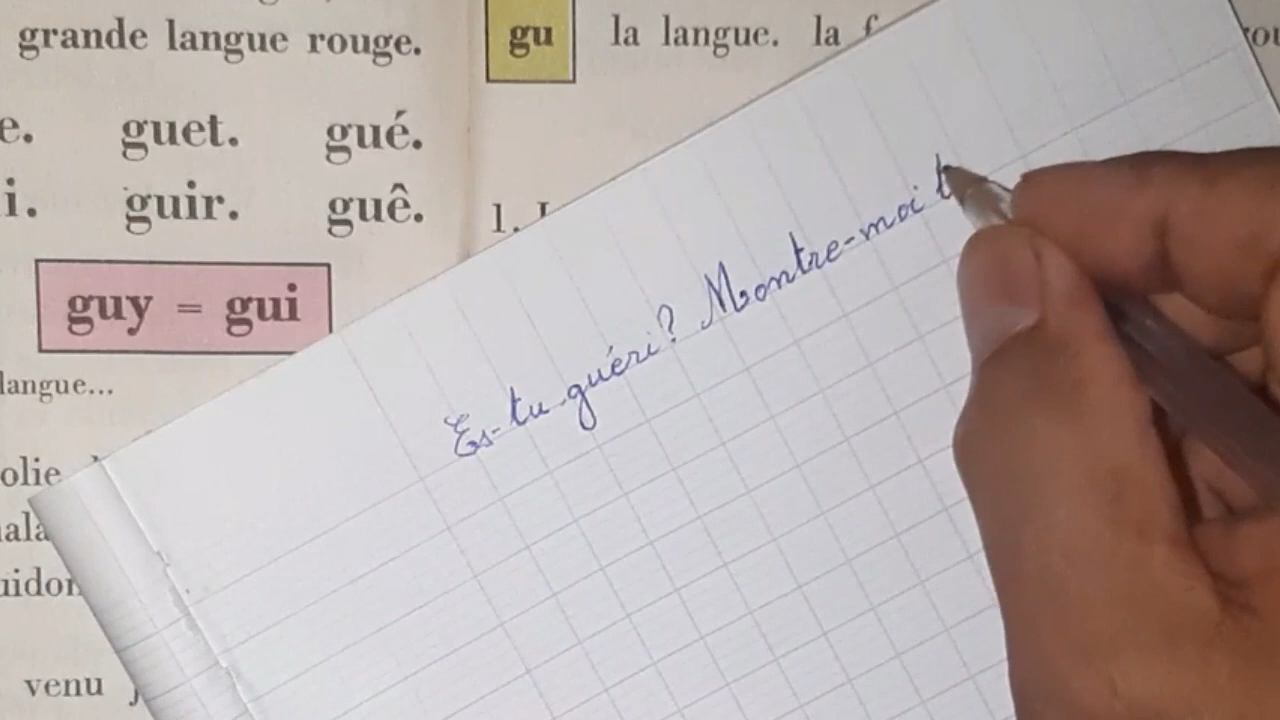 grande langue rouge.
gu la langue. la
guet. gué.
guir. guê.
1.
guy = gui
langue...
venu
Es-tu guéri? Montre-moi t